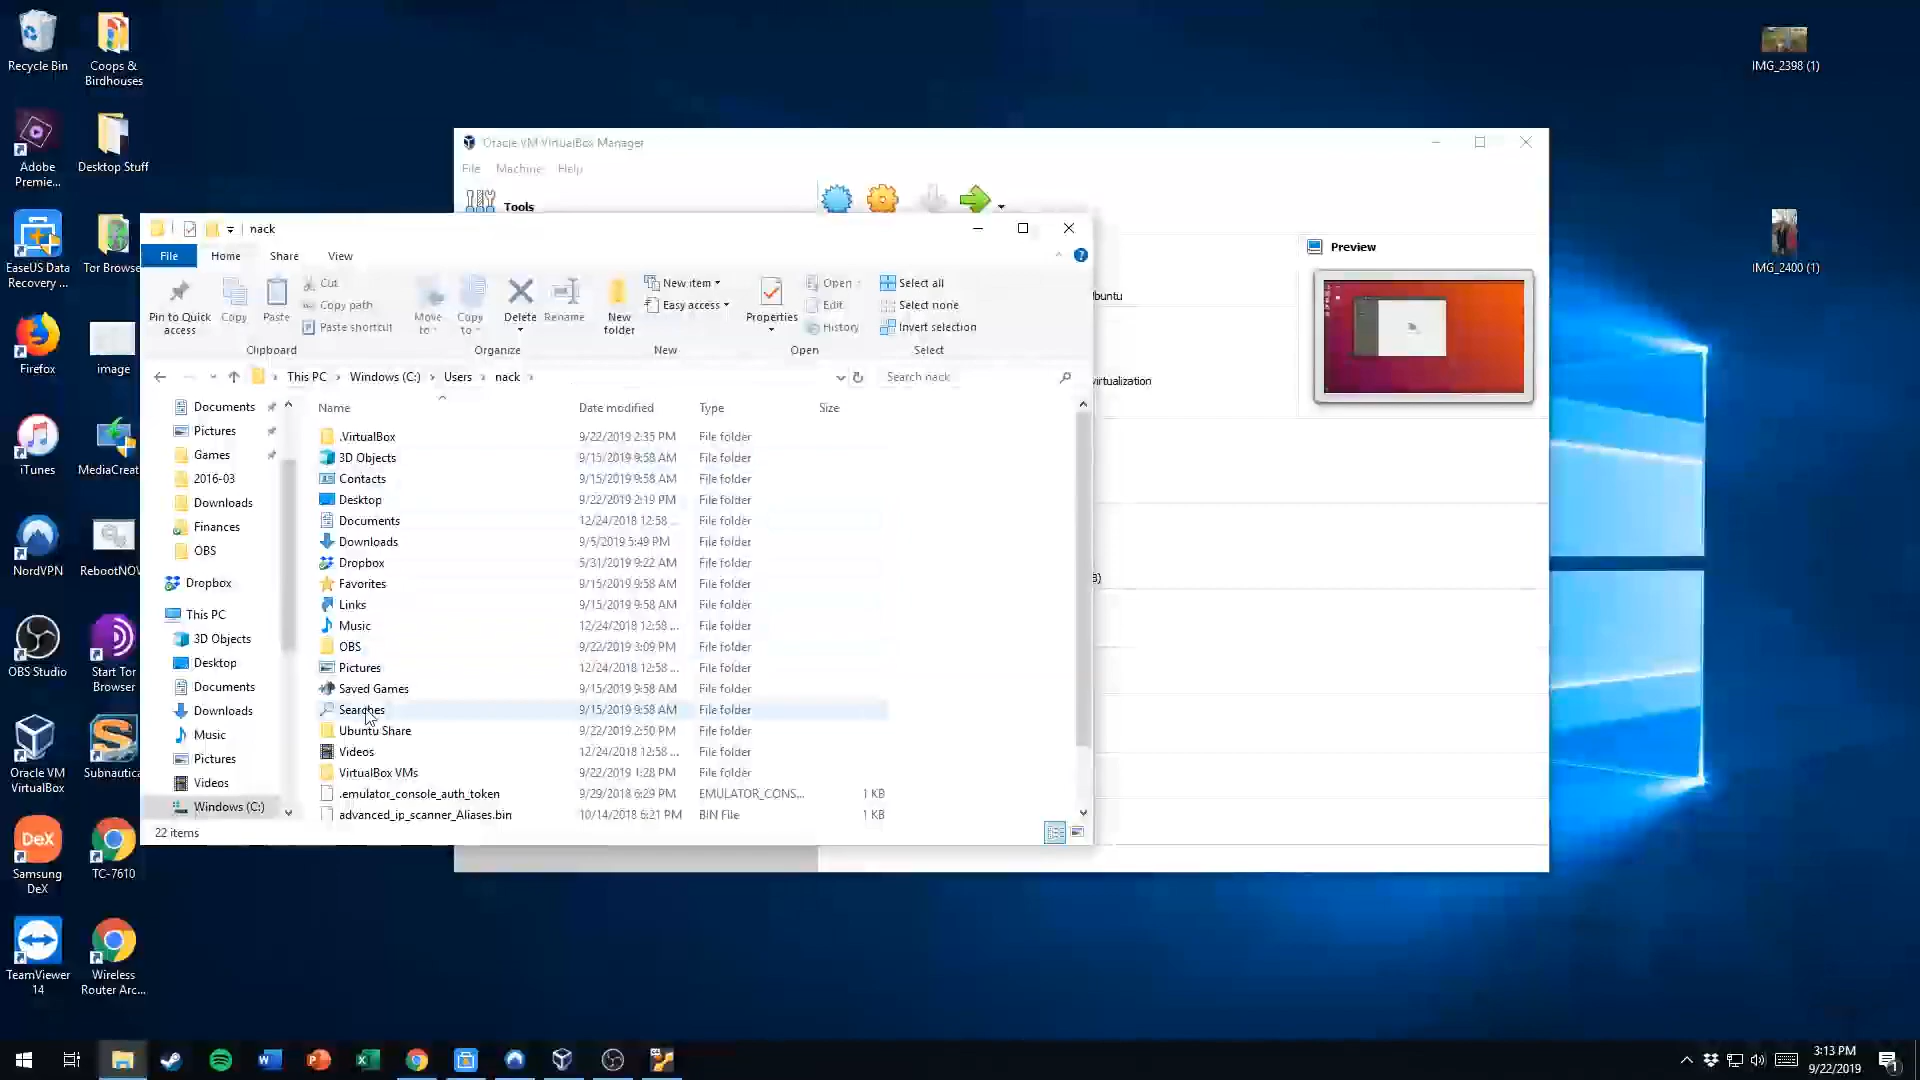 Recycle Bin
Coops &
Birdhouses
Adobe
Premie...
Desktop Stuff
EaseUS Data
Recovery ...
Tor Browse
Firefox
image
iTunes
MediaCreat
NordVPN
RebootNOW
OBS Studio
Start Tor
Browser
Oracle VM
VirtualBox
Subnautica
DeX
Samsung
DeX
TC-7610
TeamViewer
14
Wireless
Router Arc...
IMG_2398 (1)
IMG_2400 (1)
Oracle VM VirtualBox Manager
File Machine Help
Tools
Preview
buntu
virtualization
B)
nack
File Home Share View
Pin to Quick
access
Copy
Paste
Cut
Copy path
Paste shortcut
Clipboard
Move
to
Copy
to
Delete
Rename
Organize
New
folder
New item
Easy access
New
Properties
Open
Edit
History
Open
Select all
Select none
Invert selection
Select
This PC > Windows (C:) > Users > nack >
Search nack
Documents
Pictures
Games
2016-03
Downloads
Finances
OBS
Dropbox
This PC
3D Objects
Desktop
Documents
Downloads
Music
Pictures
Videos
Windows (C:)
Name Date modified Type Size
.VirtualBox 9/22/2019 2:35 PM File folder
3D Objects 9/15/2019 9:58 AM File folder
Contacts 9/15/2019 9:58 AM File folder
Desktop 9/22/2019 2:19 PM File folder
Documents 12/24/2018 12:58 ... File folder
Downloads 9/5/2019 5:49 PM File folder
Dropbox 5/31/2019 9:22 AM File folder
Favorites 9/15/2019 9:58 AM File folder
Links 9/15/2019 9:58 AM File folder
Music 12/24/2018 12:58 ... File folder
OBS 9/22/2019 3:09 PM File folder
Pictures 12/24/2018 12:58 ... File folder
Saved Games 9/15/2019 9:58 AM File folder
Searches 9/15/2019 9:58 AM File folder
Ubuntu Share 9/22/2019 2:50 PM File folder
Videos 12/24/2018 12:58 ... File folder
VirtualBox VMs 9/22/2019 1:28 PM File folder
.emulator_console_auth_token 9/29/2018 6:29 PM EMULATOR_CONS... 1 KB
advanced_ip_scanner_Aliases.bin 10/14/2018 6:21 PM BIN File 1 KB
22 items
3:13 PM
9/22/2019
1